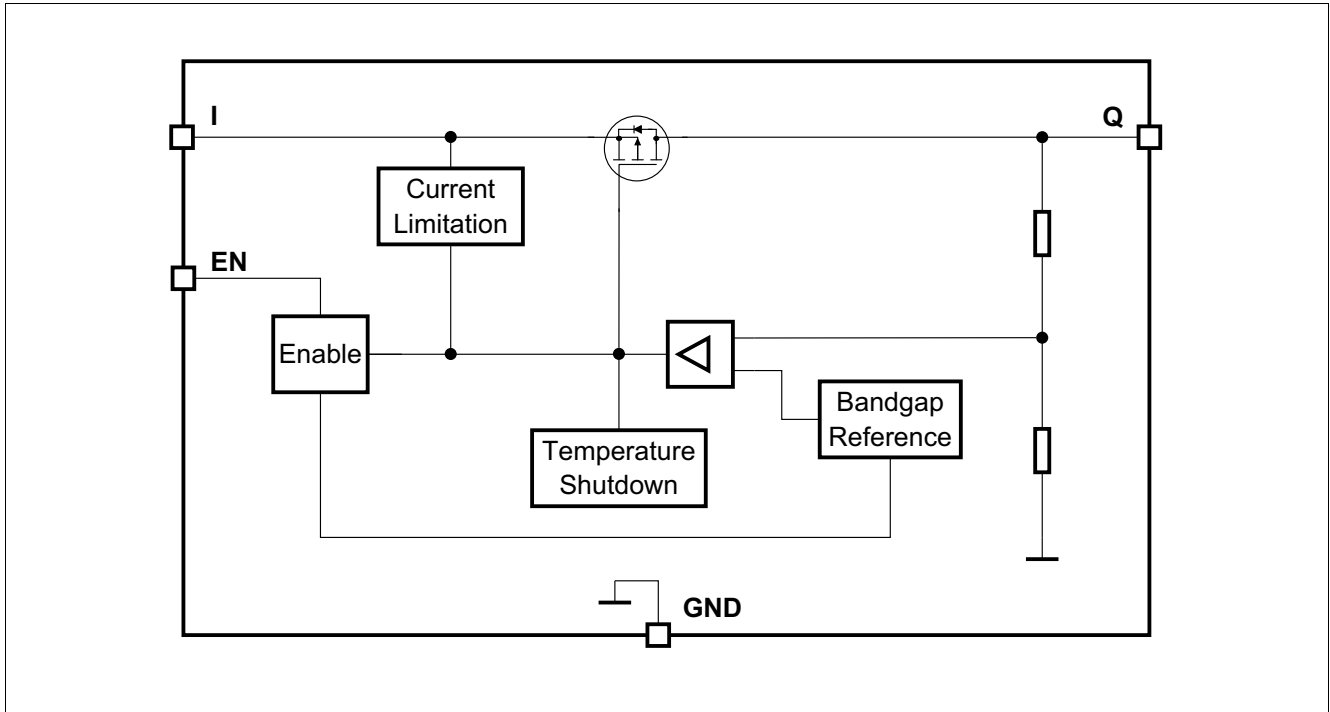 I
Q
Current
Limitation
EN
Enable
Bandgap
Reference
Temperature
Shutdown
GND